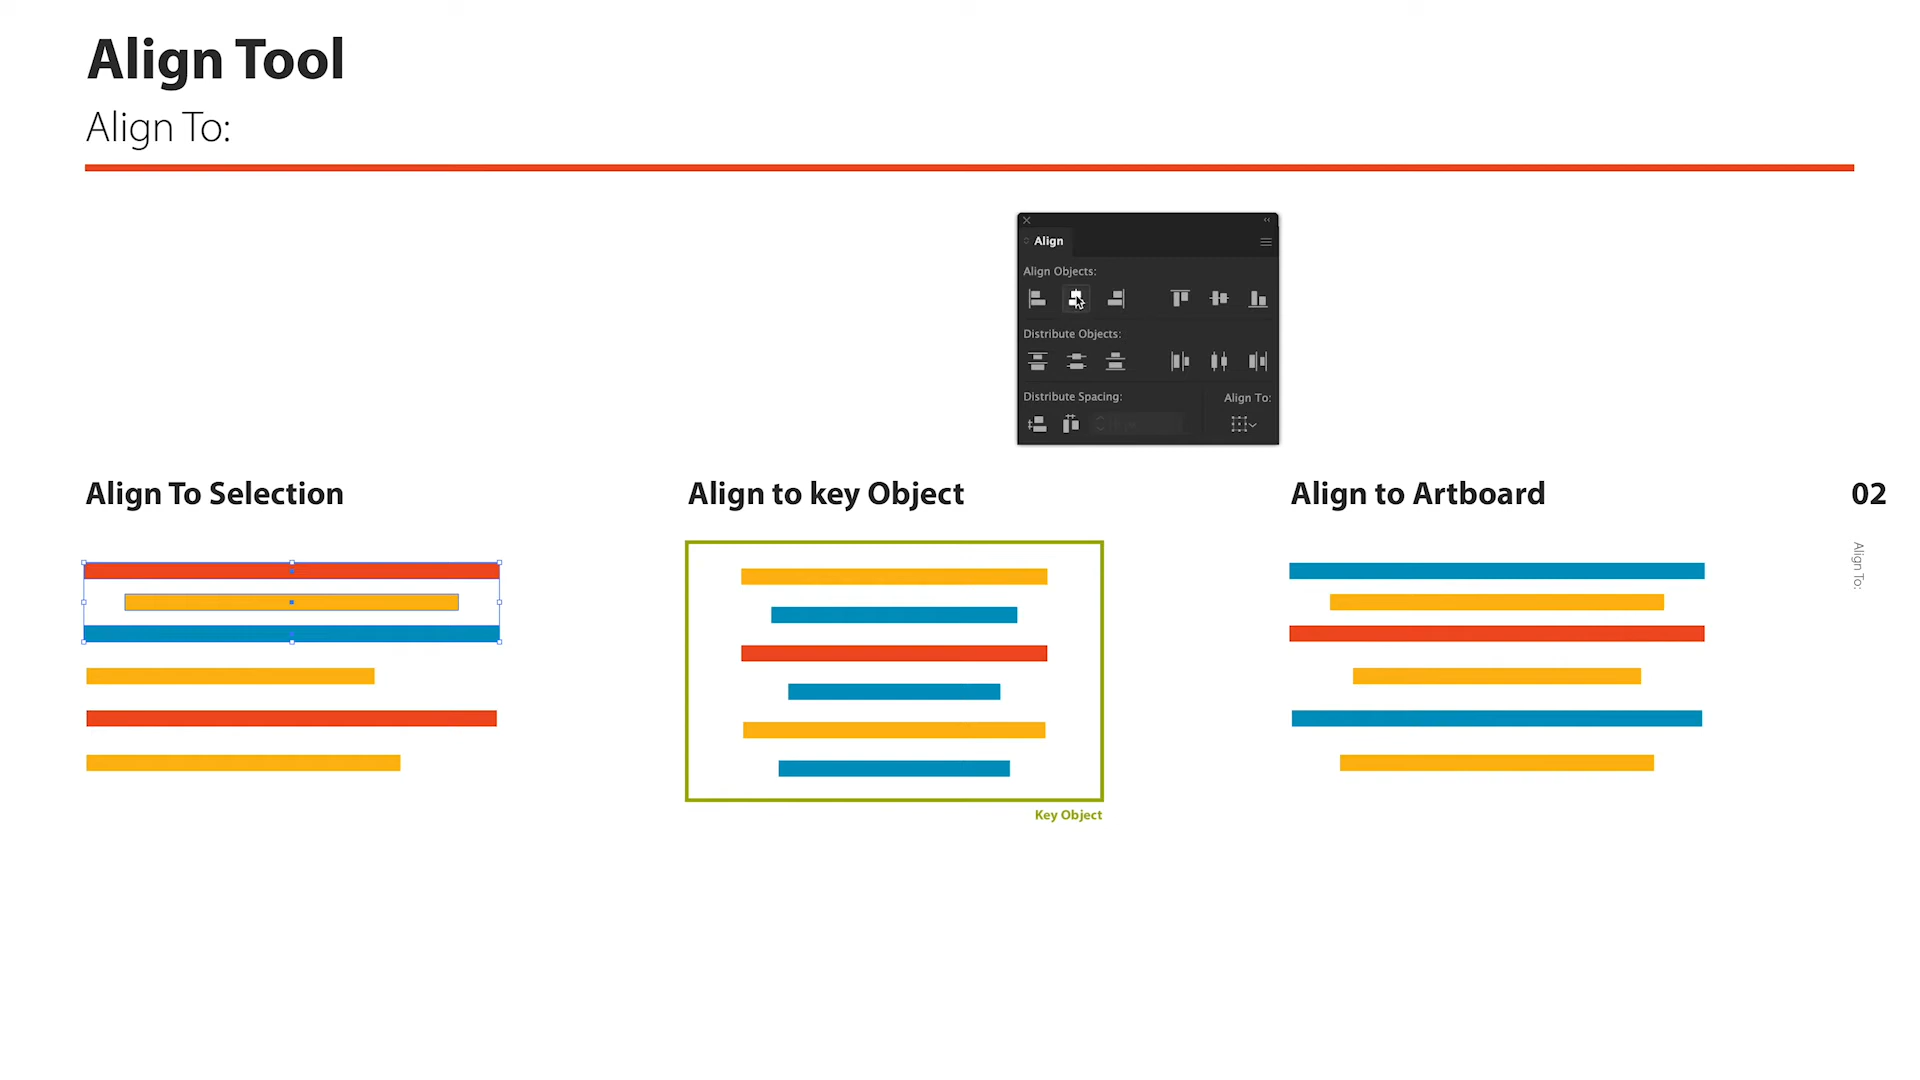 Align Tool
Align To:
Align
Align Objects:
Distribute Objects:
Distribute Spacing:
Align To:
Align To Selection
Align to key Object
Align to Artboard
02
Align To:
Key Object